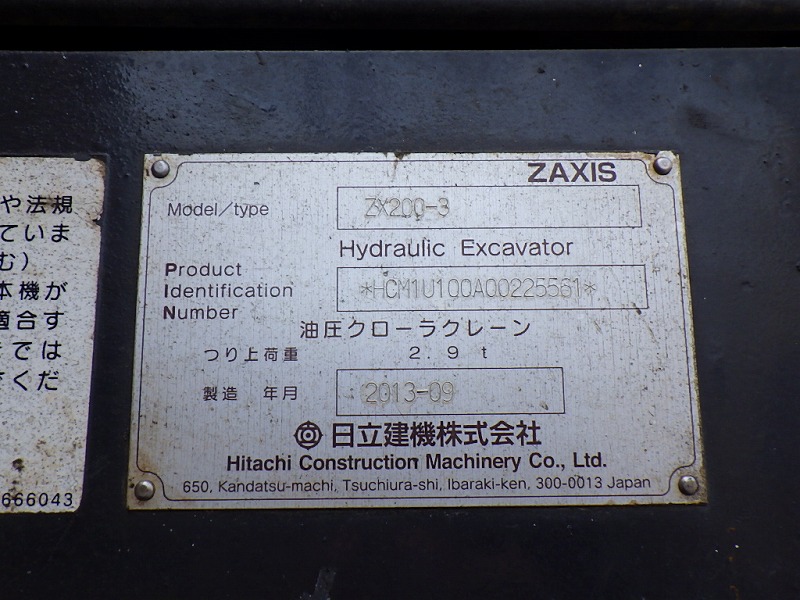 や法規
ていま
む）
本機が
適合す
では
くだ
666043
ZAXIS
Model/type ZX200-3
Hydraulic Excavator
Product
Identification *HCM1U100A00225561*
Number
油圧クローラクレーン
つり上荷重 2.9 t
製造 年月 2013-09
日立建機株式会社
Hitachi Construction Machinery Co., Ltd.
650, Kandatsu-machi, Tsuchiura-shi, Ibaraki-ken, 300-0013 Japan